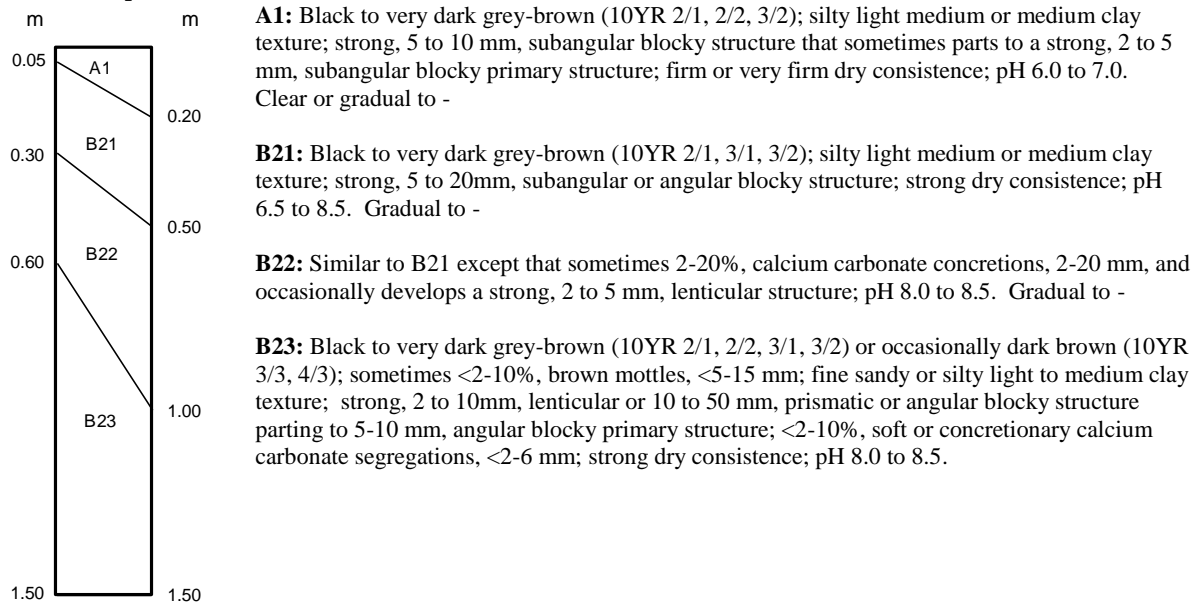 m
m
0.05
A1
0.20
0.30
B21
0.50
0.60
B22
1.00
B23
1.50
1.50
A1: Black to very dark grey-brown (10YR 2/1, 2/2, 3/2); silty light medium or medium clay
texture; strong, 5 to 10 mm, subangular blocky structure that sometimes parts to a strong, 2 to 5
mm, subangular blocky primary structure; firm or very firm dry consistence; pH 6.0 to 7.0.
Clear or gradual to -
B21: Black to very dark grey-brown (10YR 2/1, 3/1, 3/2); silty light medium or medium clay
texture; strong, 5 to 20mm, subangular or angular blocky structure; strong dry consistence; pH
6.5 to 8.5. Gradual to -
B22: Similar to B21 except that sometimes 2-20%, calcium carbonate concretions, 2-20 mm, and
occasionally develops a strong, 2 to 5 mm, lenticular structure; pH 8.0 to 8.5. Gradual to -
B23: Black to very dark grey-brown (10YR 2/1, 2/2, 3/1, 3/2) or occasionally dark brown (10YR
3/3, 4/3); sometimes <2-10%, brown mottles, <5-15 mm; fine sandy or silty light to medium clay
texture; strong, 2 to 10mm, lenticular or 10 to 50 mm, prismatic or angular blocky structure
parting to 5-10 mm, angular blocky primary structure; <2-10%, soft or concretionary calcium
carbonate segregations, <2-6 mm; strong dry consistence; pH 8.0 to 8.5.